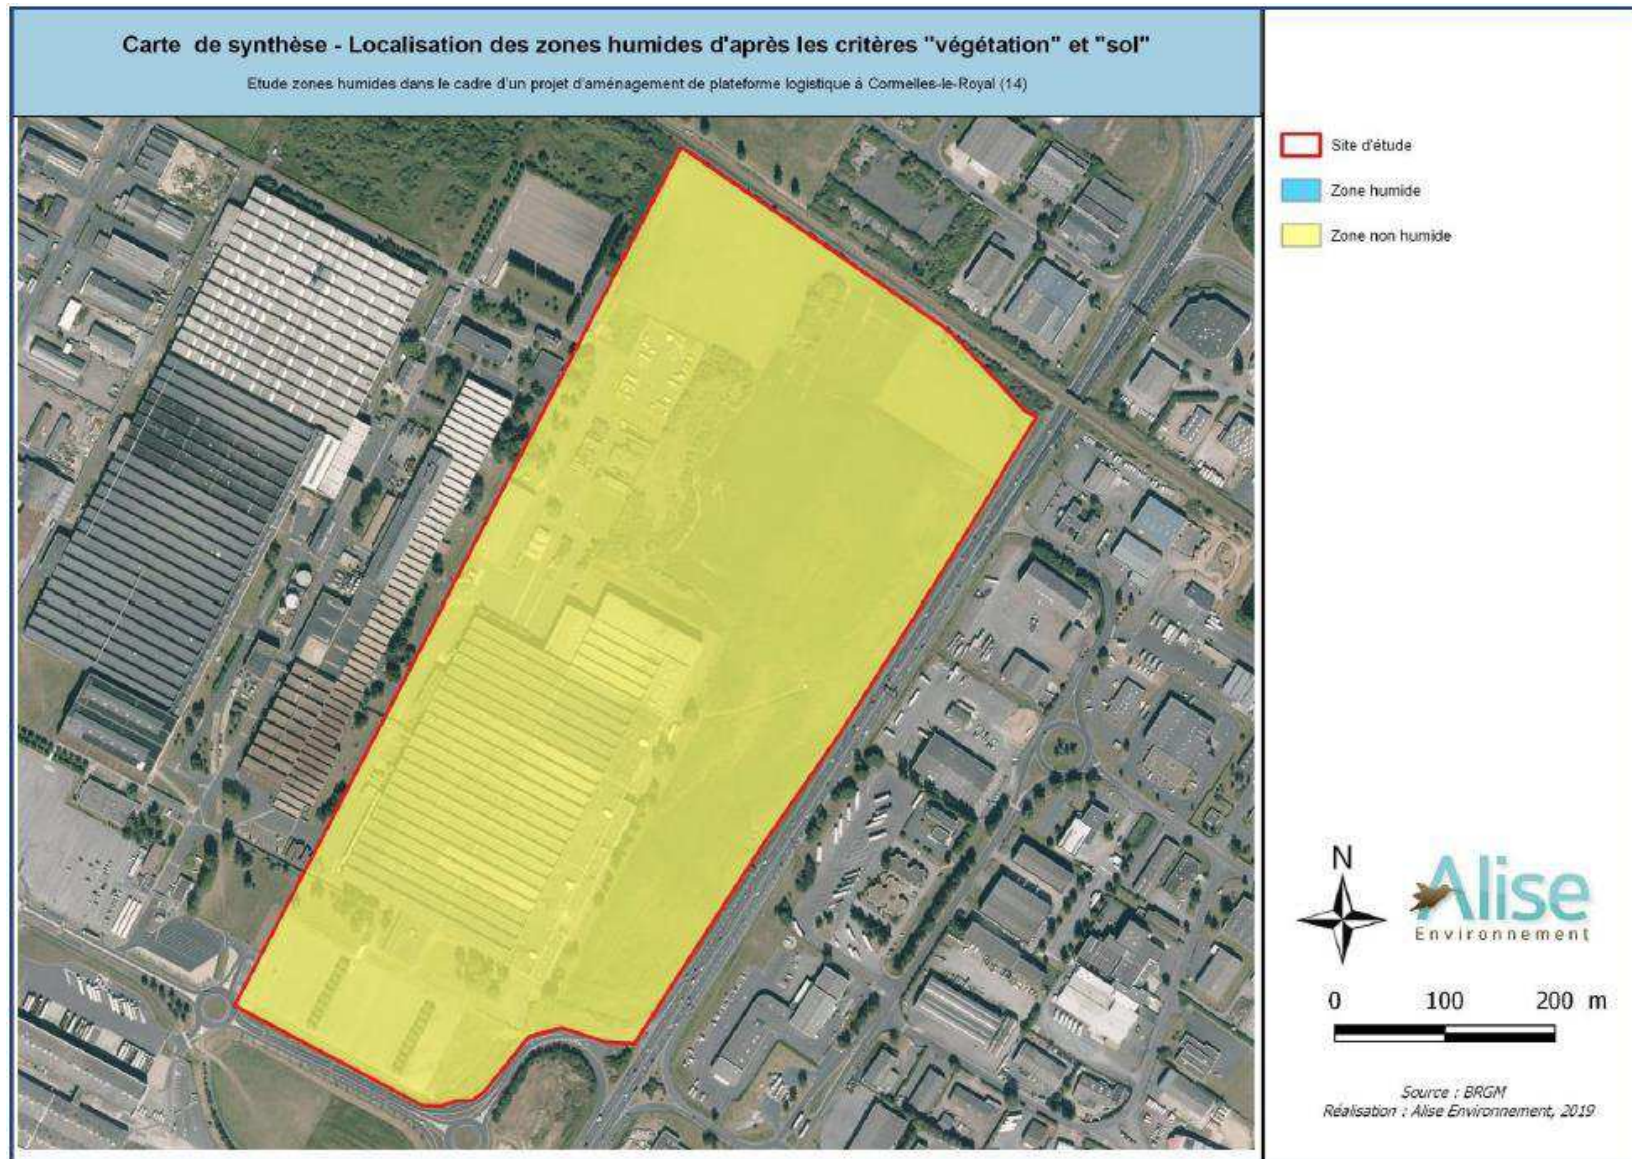 Carte de synthèse - Localisation des zones humides d'après les critères "végétation" et "sol"
Etude zones humides dans le cadre d'un projet d'aménagement de plateforme logistique à Cormelles-le-Royal (14)
Site d'étude
Zone humide
Zone non humide
N
Alise
Environnement
0 100 200 m
Source : BRGM
Réalisation : Alise Environnement, 2019